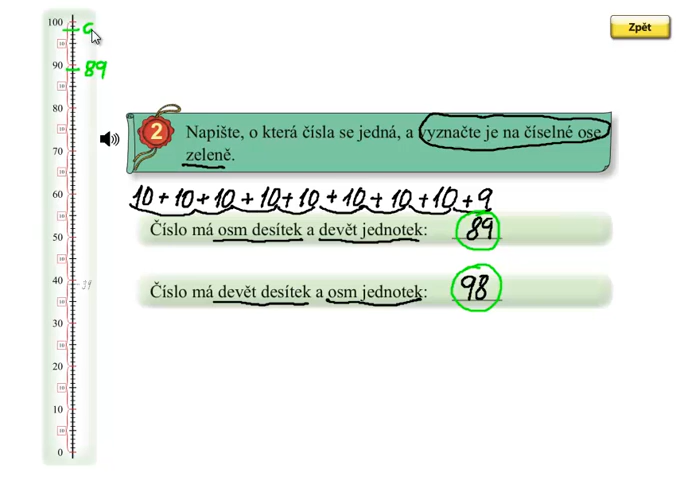 Zpět
2
Napište, o která čísla se jedná, a vyznačte je na číselné ose
zeleně.
10+10+10+10+10+10+10+10+9
Číslo má osm desítek a devět jednotek: 89
Číslo má devět desítek a osm jednotek: 98
100
90 89
80
70
60
50
40
30
20
10
0